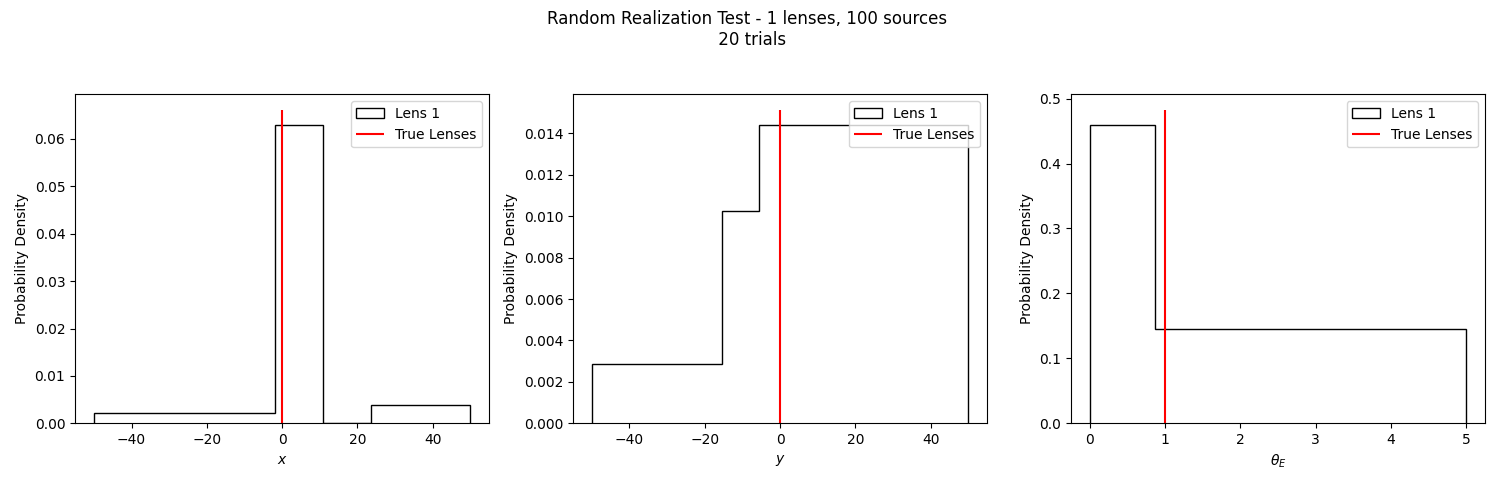 Random Realization Test - 1 lenses, 100 sources
20 trials
Probability Density
0.00
0.01
0.02
0.03
0.04
0.05
0.06
−40
−20
0
20
40
x
Lens 1
True Lenses
Probability Density
0.000
0.002
0.004
0.006
0.008
0.010
0.012
0.014
−40
−20
0
20
40
y
Lens 1
True Lenses
Probability Density
0.0
0.1
0.2
0.3
0.4
0.5
0
1
2
3
4
5
θ_E
Lens 1
True Lenses